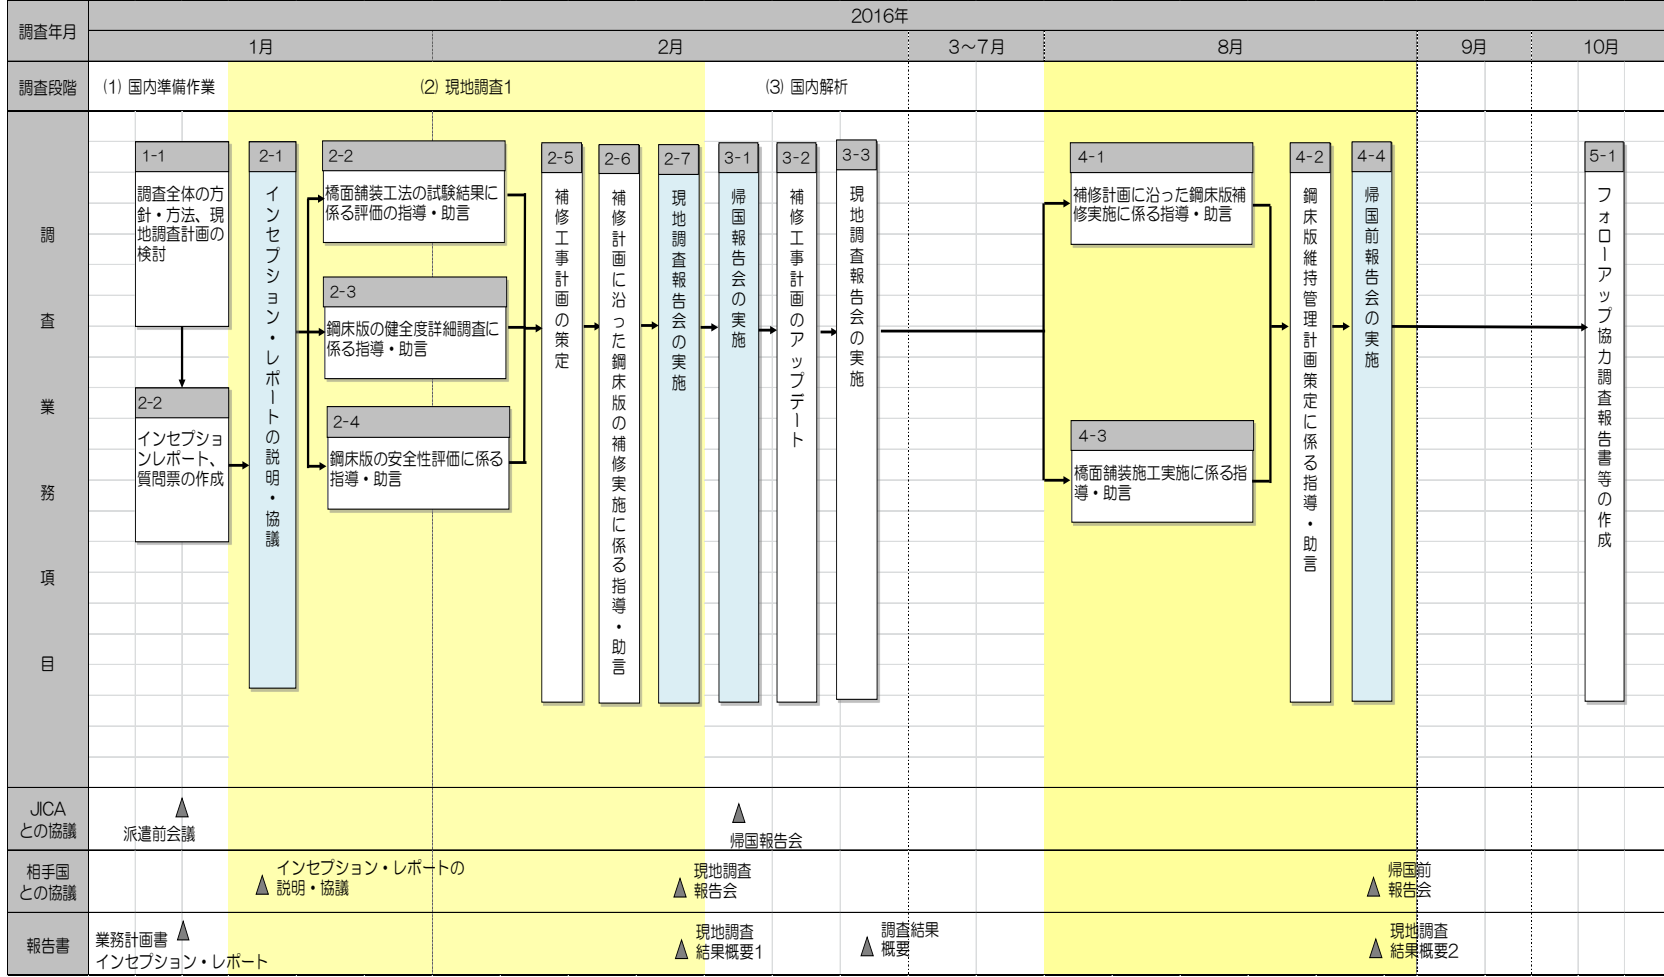 調査年月
2016年
1月
2月
3～7月
8月
9月
10月
調査段階
(1) 国内準備作業
(2) 現地調査1
(3) 国内解析
調査業務項目
1-1
調査全体の方
針・方法、現
地調査計画の
検討
2-2
インセプショ
ンレポート、
質問票の作成
2-1
インセプション・レポートの説明・協議
2-2
橋面舗装工法の試験結果に
係る評価の指導・助言
2-3
鋼床版の健全度詳細調査に
係る指導・助言
2-4
鋼床版の安全性評価に係る
指導・助言
2-5
補修工事計画の策定
2-6
補修計画に沿った鋼床版の補修実施に係る指導・助言
2-7
現地調査報告会の実施
3-1
帰国報告会の実施
3-2
補修工事計画のアップデート
3-3
現地調査報告会の実施
4-1
補修計画に沿った鋼床版補
修実施に係る指導・助言
4-3
橋面舗装施工実施に係る指
導・助言
4-2
鋼床版維持管理計画策定に係る指導・助言
4-4
帰国前報告会の実施
5-1
フォローアップ協力調査報告書等の作成
JICA
との協議
派遣前会議
帰国報告会
相手国
との協議
インセプション・レポートの
説明・協議
現地調査
報告会
帰国前
報告会
報告書
業務計画書
インセプション・レポート
現地調査
結果概要1
調査結果
概要
現地調査
結果概要2